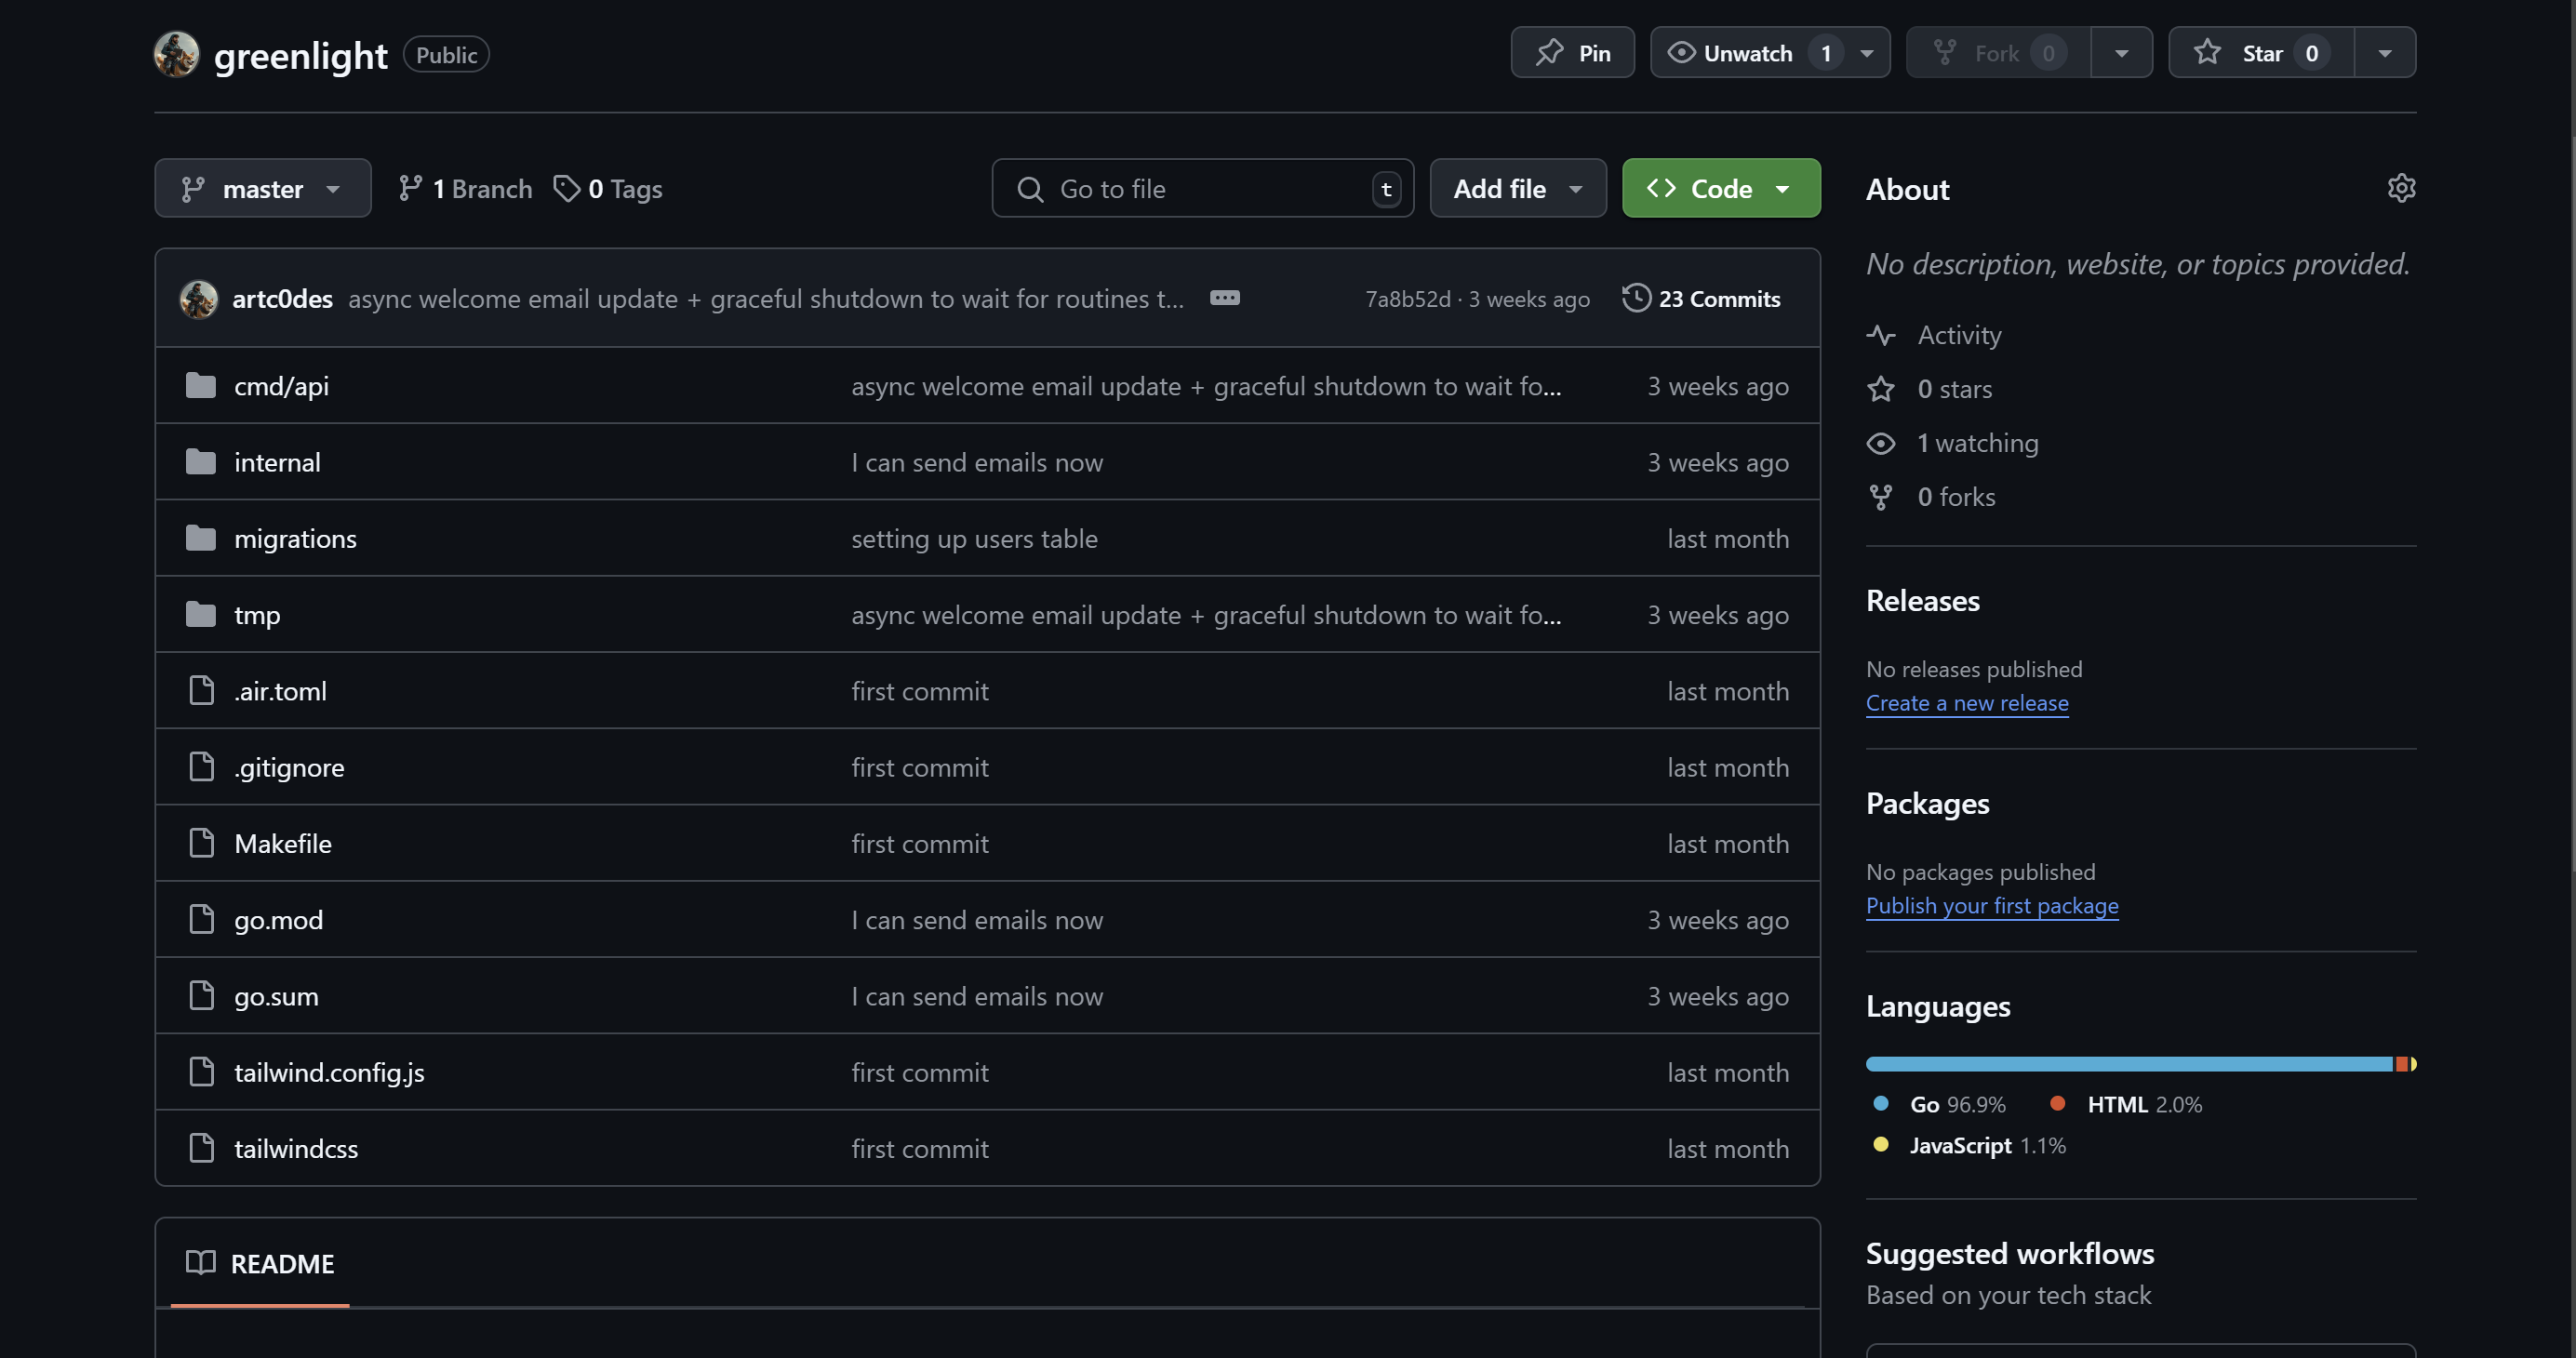 greenlight Public
Pin
Unwatch 1
Fork 0
Star 0
master
1 Branch
0 Tags
Go to file t
Add file
Code
artc0des async welcome email update + graceful shutdown to wait for routines t... 7a8b52d · 3 weeks ago 23 Commits
cmd/api async welcome email update + graceful shutdown to wait fo... 3 weeks ago
internal I can send emails now 3 weeks ago
migrations setting up users table last month
tmp async welcome email update + graceful shutdown to wait fo... 3 weeks ago
.air.toml first commit last month
.gitignore first commit last month
Makefile first commit last month
go.mod I can send emails now 3 weeks ago
go.sum I can send emails now 3 weeks ago
tailwind.config.js first commit last month
tailwindcss first commit last month
README
About
No description, website, or topics provided.
Activity
0 stars
1 watching
0 forks
Releases
No releases published
Create a new release
Packages
No packages published
Publish your first package
Languages
Go 96.9% HTML 2.0%
JavaScript 1.1%
Suggested workflows
Based on your tech stack